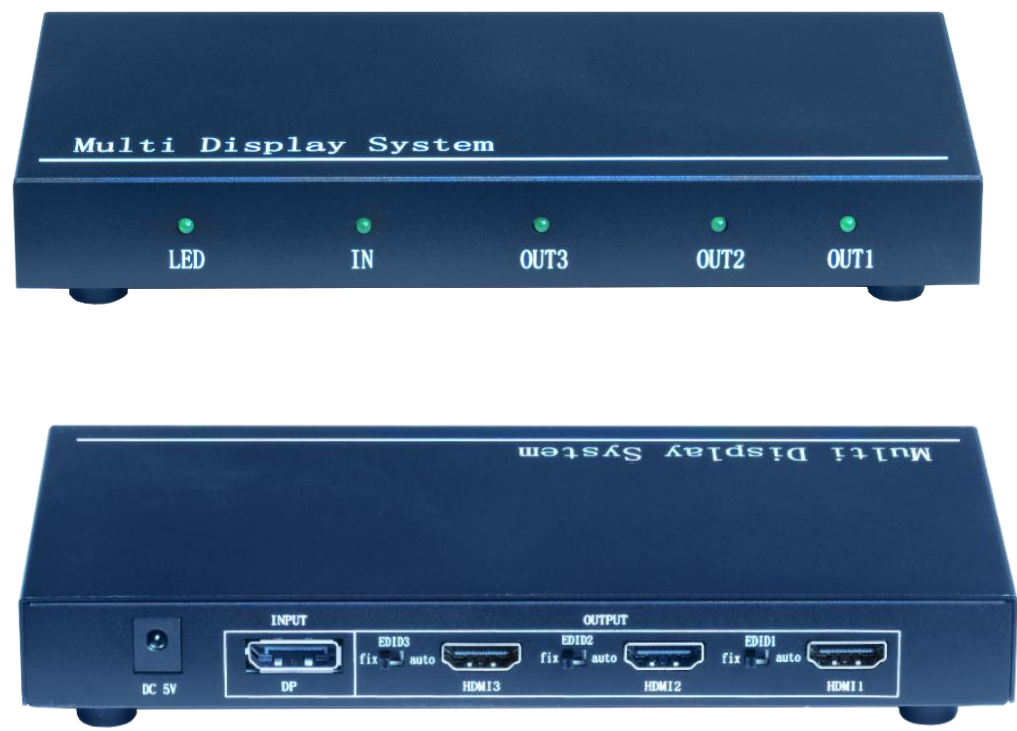 Multi Display System
LED IN OUT3 OUT2 OUT1
Multi Display System
INPUT OUTPUT
EDID3 EDID2 EDID1
fix auto fix auto fix auto
DC 5V DP HDMI3 HDMI2 HDMI1